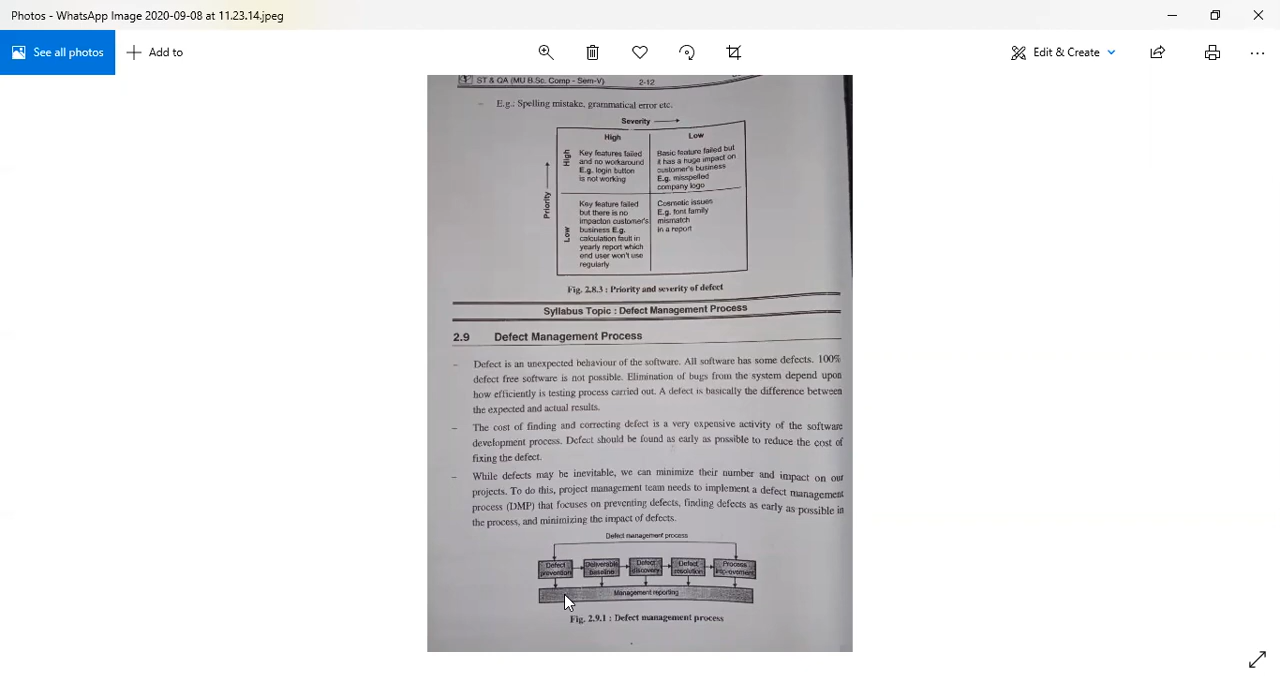 Photos - WhatsApp Image 2020-09-08 at 11.23.14.jpeg
See all photos
Add to
Edit & Create
ST & QA (MU B.Sc. Comp - Sem-V) 2-12
– E.g.: Spelling mistake, grammatical error etc.
Severity
High
Low
Priority
High
Key features failed
and no workaround
E.g. login button
is not working
Basic feature failed but
it has a huge impact on
customer's business
E.g. misspelled
company logo
Low
Key feature failed
but there is no
impacton customer's
business E.g.
calculation fault in
yearly report which
end user won't use
regularly
Cosmetic issues
E.g. font family
mismatch
in a report
Fig. 2.8.3 : Priority and severity of defect
Syllabus Topic : Defect Management Process
2.9 Defect Management Process
– Defect is an unexpected behaviour of the software. All software has some defects. 100%
defect free software is not possible. Elimination of bugs from the system depend upon
how efficiently is testing process carried out. A defect is basically the difference between
the expected and actual results.
– The cost of finding and correcting defect is a very expensive activity of the software
development process. Defect should be found as early as possible to reduce the cost of
fixing the defect.
– While defects may be inevitable, we can minimize their number and impact on our
projects. To do this, project management team needs to implement a defect management
process (DMP) that focuses on preventing defects, finding defects as early as possible in
the process, and minimizing the impact of defects.
Defect management process
Defect
prevention
Deliverable
baseline
Defect
discovery
Defect
resolution
Process
improvement
Management reporting
Fig. 2.9.1 : Defect management process